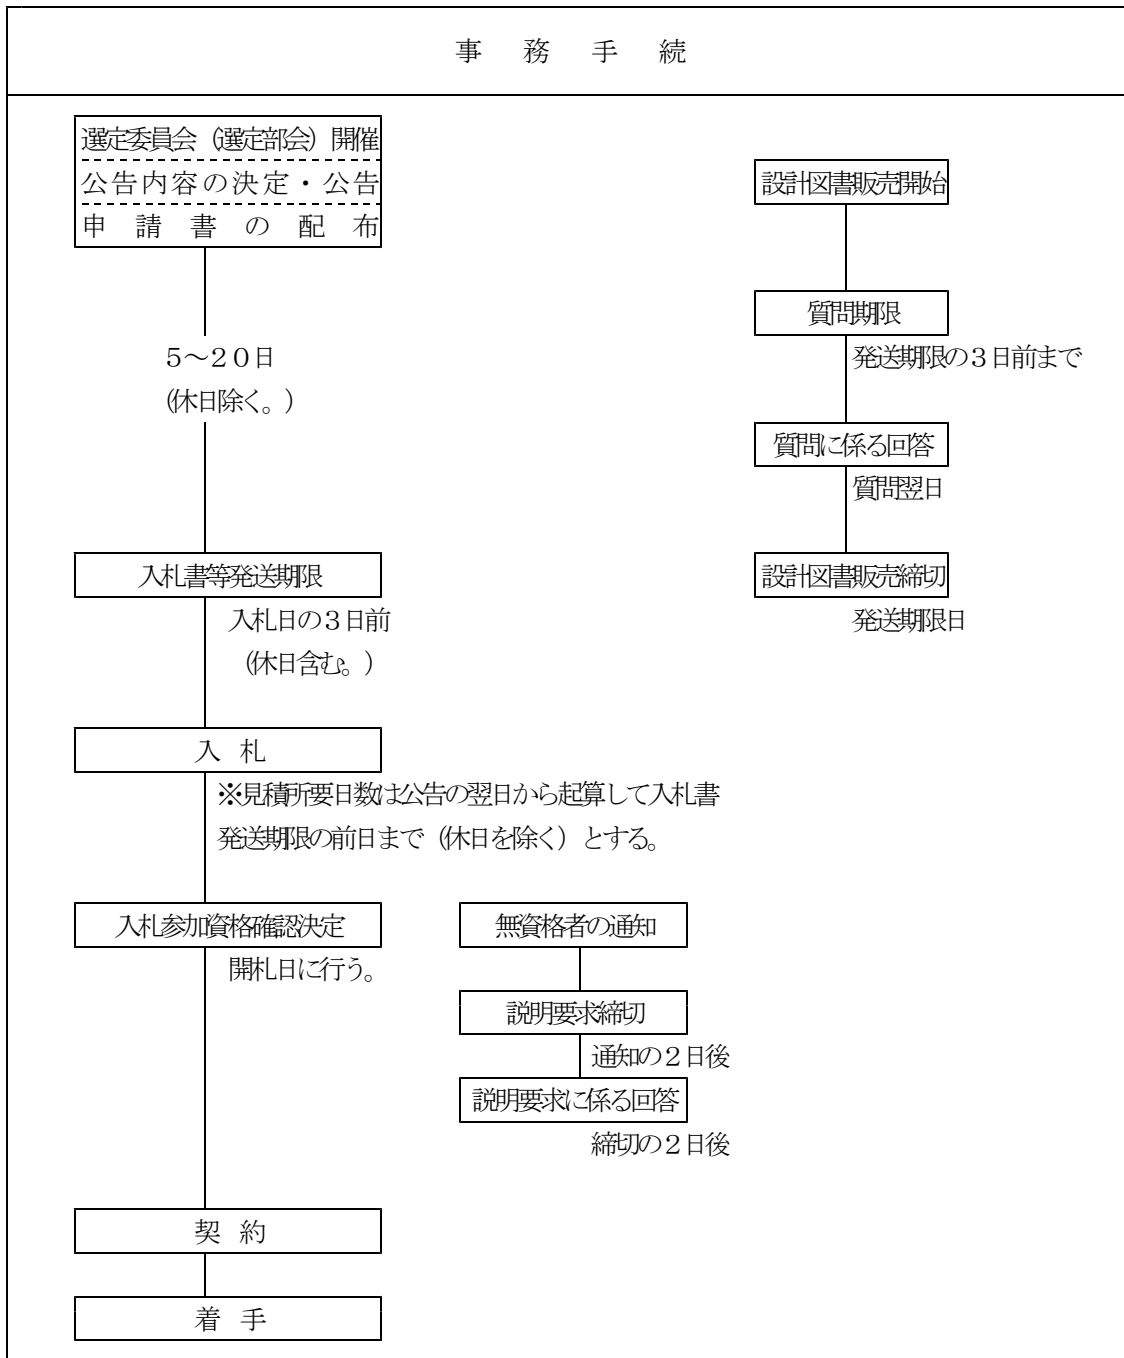 事　務　手　続
選定委員会（選定部会）開催
公告内容の決定・公告
申　請　書　の　配　布
５～２０日
（休日除く。）
入札書等発送期限
入札日の３日前
（休日含む。）
入　札
※見積所要日数は公告の翌日から起算して入札書
発送期限の前日まで（休日を除く）とする。
入札参加資格確認決定
開札日に行う。
契　約
着　手
無資格者の通知
説明要求締切
通知の２日後
説明要求に係る回答
締切の２日後
設計図書販売開始
質問期限
発送期限の３日前まで
質問に係る回答
質問翌日
設計図書販売締切
発送期限日